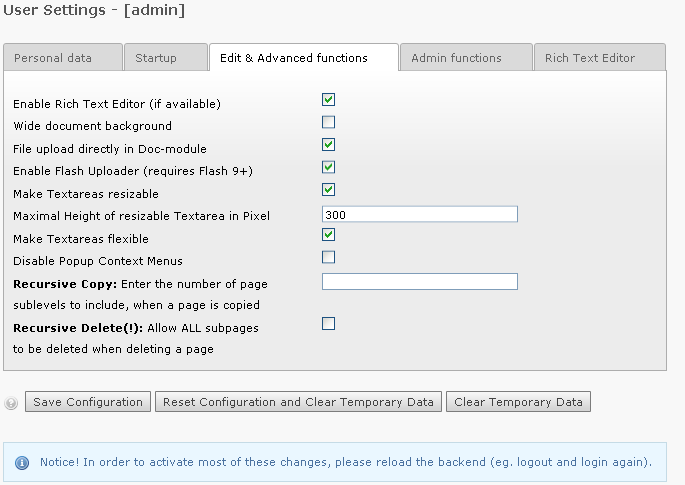 User Settings - [admin]
Personal data Startup Edit & Advanced functions Admin functions Rich Text Editor
Enable Rich Text Editor (if available)
Wide document background
File upload directly in Doc-module
Enable Flash Uploader (requires Flash 9+)
Make Textareas resizable
Maximal Height of resizable Textarea in Pixel 300
Make Textareas flexible
Disable Popup Context Menus
Recursive Copy: Enter the number of page
sublevels to include, when a page is copied
Recursive Delete(!): Allow ALL subpages
to be deleted when deleting a page
Save Configuration Reset Configuration and Clear Temporary Data Clear Temporary Data
Notice! In order to activate most of these changes, please reload the backend (eg. logout and login again).